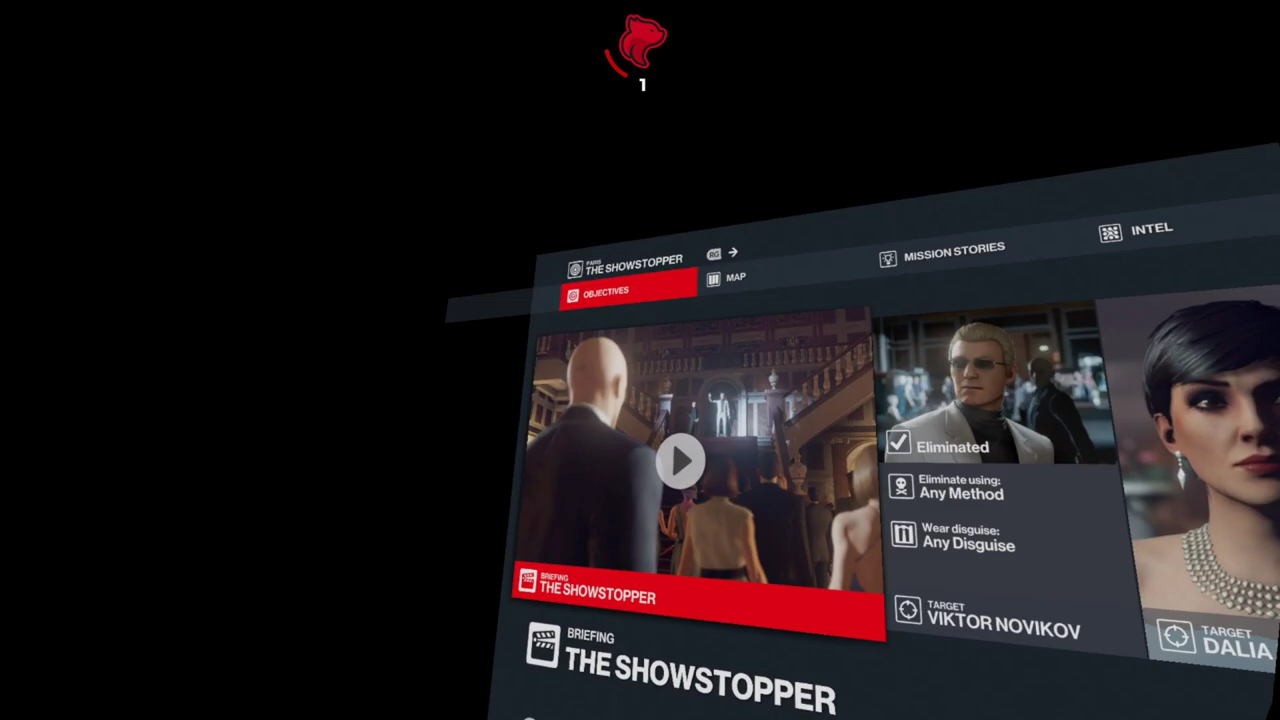 1
PARIS
THE SHOWSTOPPER
RG
OBJECTIVES
MAP
MISSION STORIES
INTEL
Eliminated
Eliminate using:
Any Method
Wear disguise:
Any Disguise
TARGET
VIKTOR NOVIKOV
TARGET
DALIA
BRIEFING
THE SHOWSTOPPER
BRIEFING
THE SHOWSTOPPER